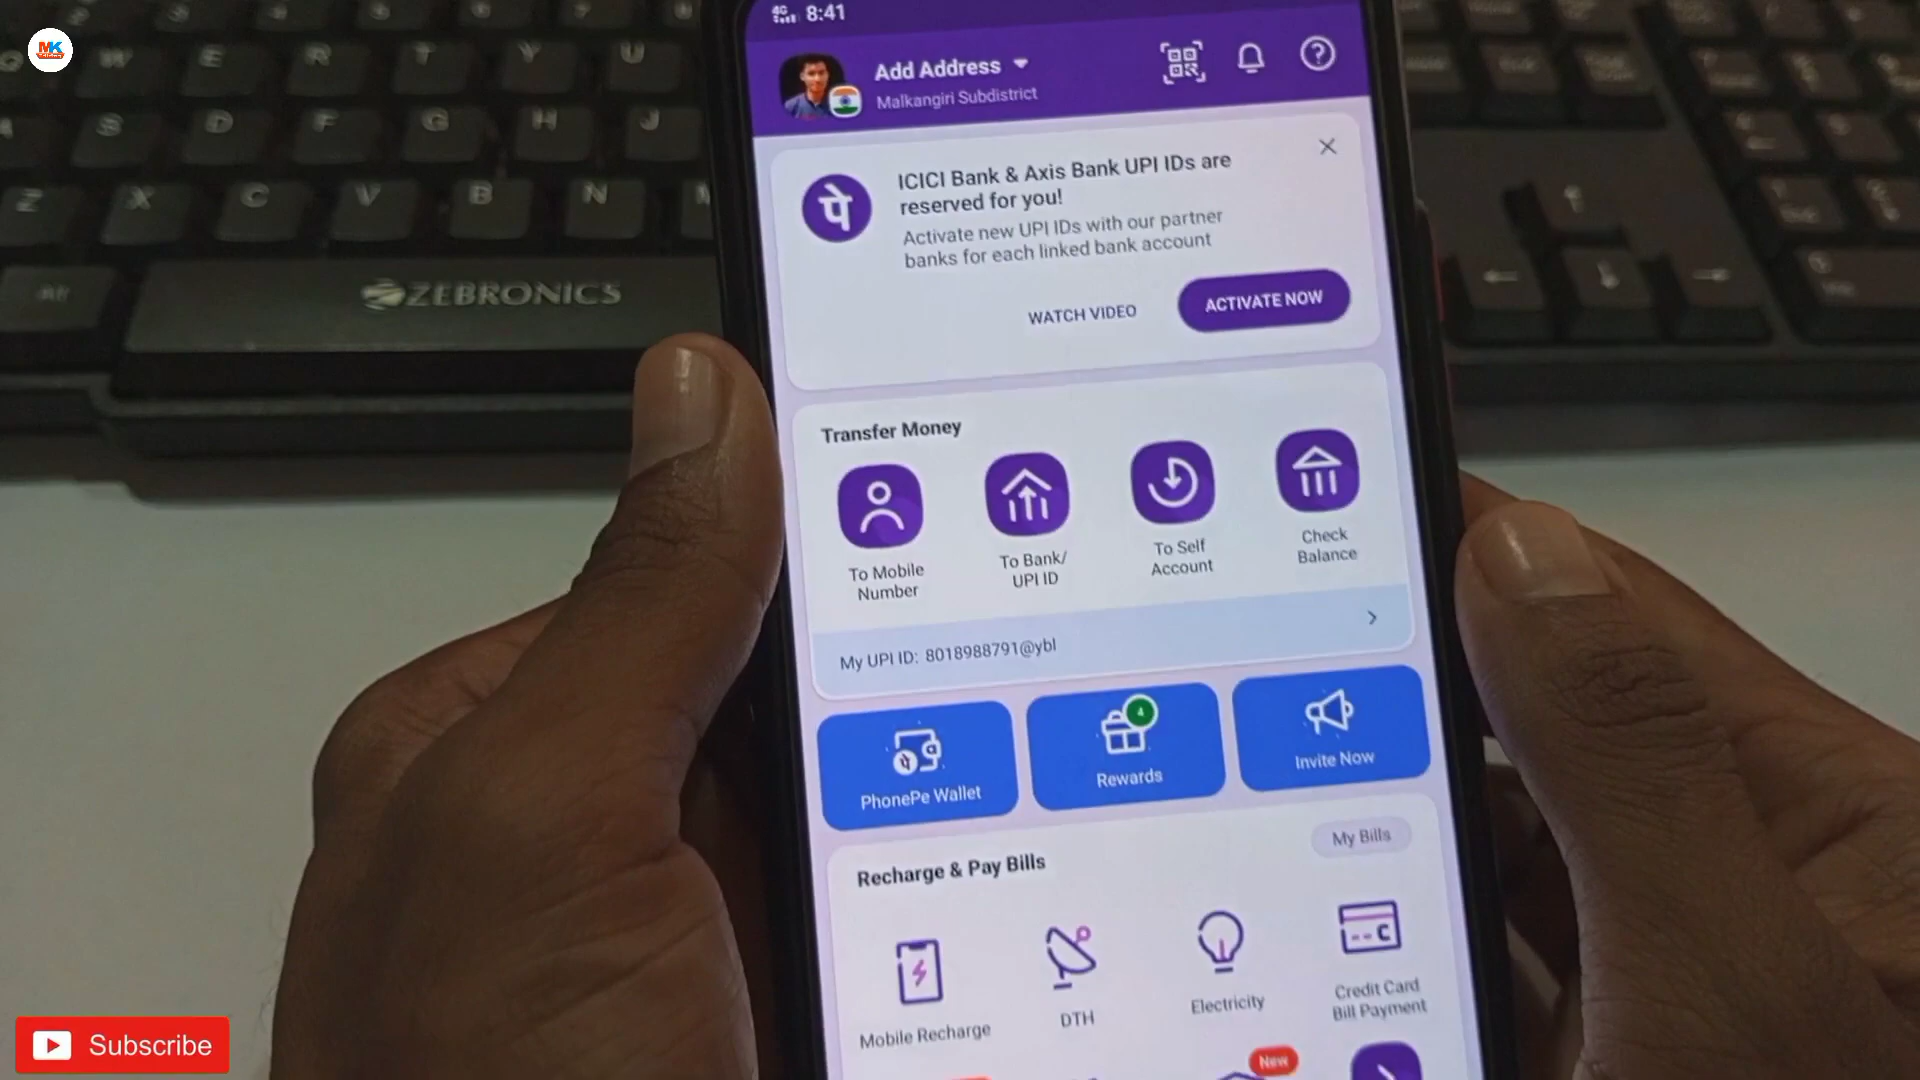 MK
4G 8:41
Add Address
Malkangiri Subdistrict
ICICI Bank & Axis Bank UPI IDs are
reserved for you!
Activate new UPI IDs with our partner
banks for each linked bank account
WATCH VIDEO
ACTIVATE NOW
पे
Transfer Money
To Mobile
Number
To Bank/
UPI ID
To Self
Account
Check
Balance
My UPI ID: 8018988791@ybl
4
PhonePe Wallet
Rewards
Invite Now
Recharge & Pay Bills
My Bills
Mobile Recharge
DTH
Electricity
Credit Card
Bill Payment
New
W E R T Y U
A S D F G H J
Z X C V B N
Alt
ZEBRONICS
Subscribe